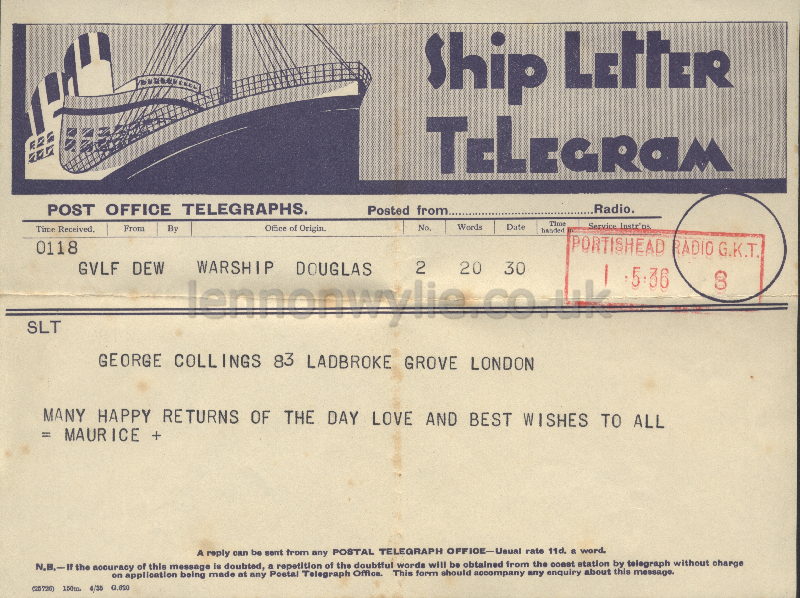 Ship Letter
Telegram
POST OFFICE TELEGRAPHS. Posted from..............................Radio.
Time Received. From By Office of Origin. No. Words Date Time handed in Service Instr'ns.
0118
GVLF DEW WARSHIP DOUGLAS 2 20 30
PORTISHEAD RADIO G.K.T.
1 .5.36 8
lennonwylie.co.uk
SLT
GEORGE COLLINGS 83 LADBROKE GROVE LONDON
MANY HAPPY RETURNS OF THE DAY LOVE AND BEST WISHES TO ALL
= MAURICE +
A reply can be sent from any POSTAL TELEGRAPH OFFICE—Usual rate 11d. a word.
N.B.—If the accuracy of this message is doubted, a repetition of the doubtful words will be obtained from the coast station by telegraph without charge
on application being made at any Postal Telegraph Office. This form should accompany any enquiry about this message.
(25726) 150m. 4/35 G.620